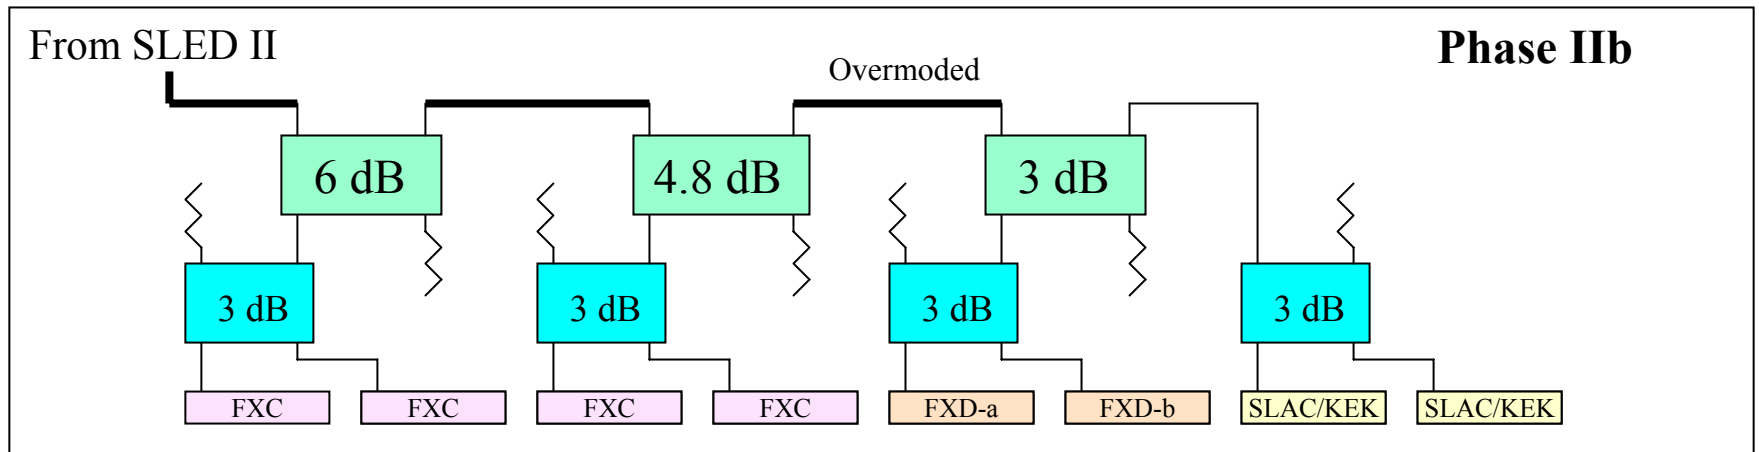 From SLED II
Phase IIb
Overmoded
6 dB
4.8 dB
3 dB
3 dB
3 dB
3 dB
3 dB
FXC
FXC
FXC
FXC
FXD-a
FXD-b
SLAC/KEK
SLAC/KEK